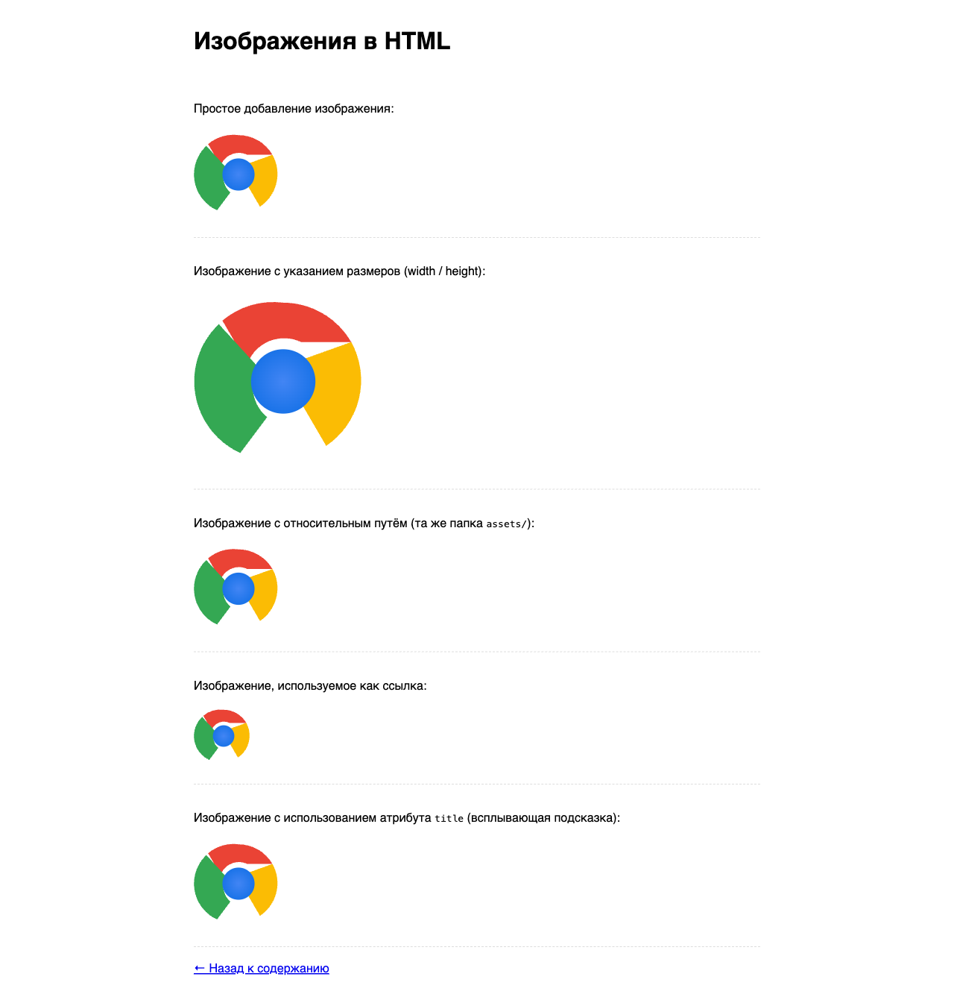 Изображения в HTML
Простое добавление изображения:
Изображение с указанием размеров (width / height):
Изображение с относительным путём (та же папка assets/):
Изображение, используемое как ссылка:
Изображение с использованием атрибута title (всплывающая подсказка):
← Назад к содержанию